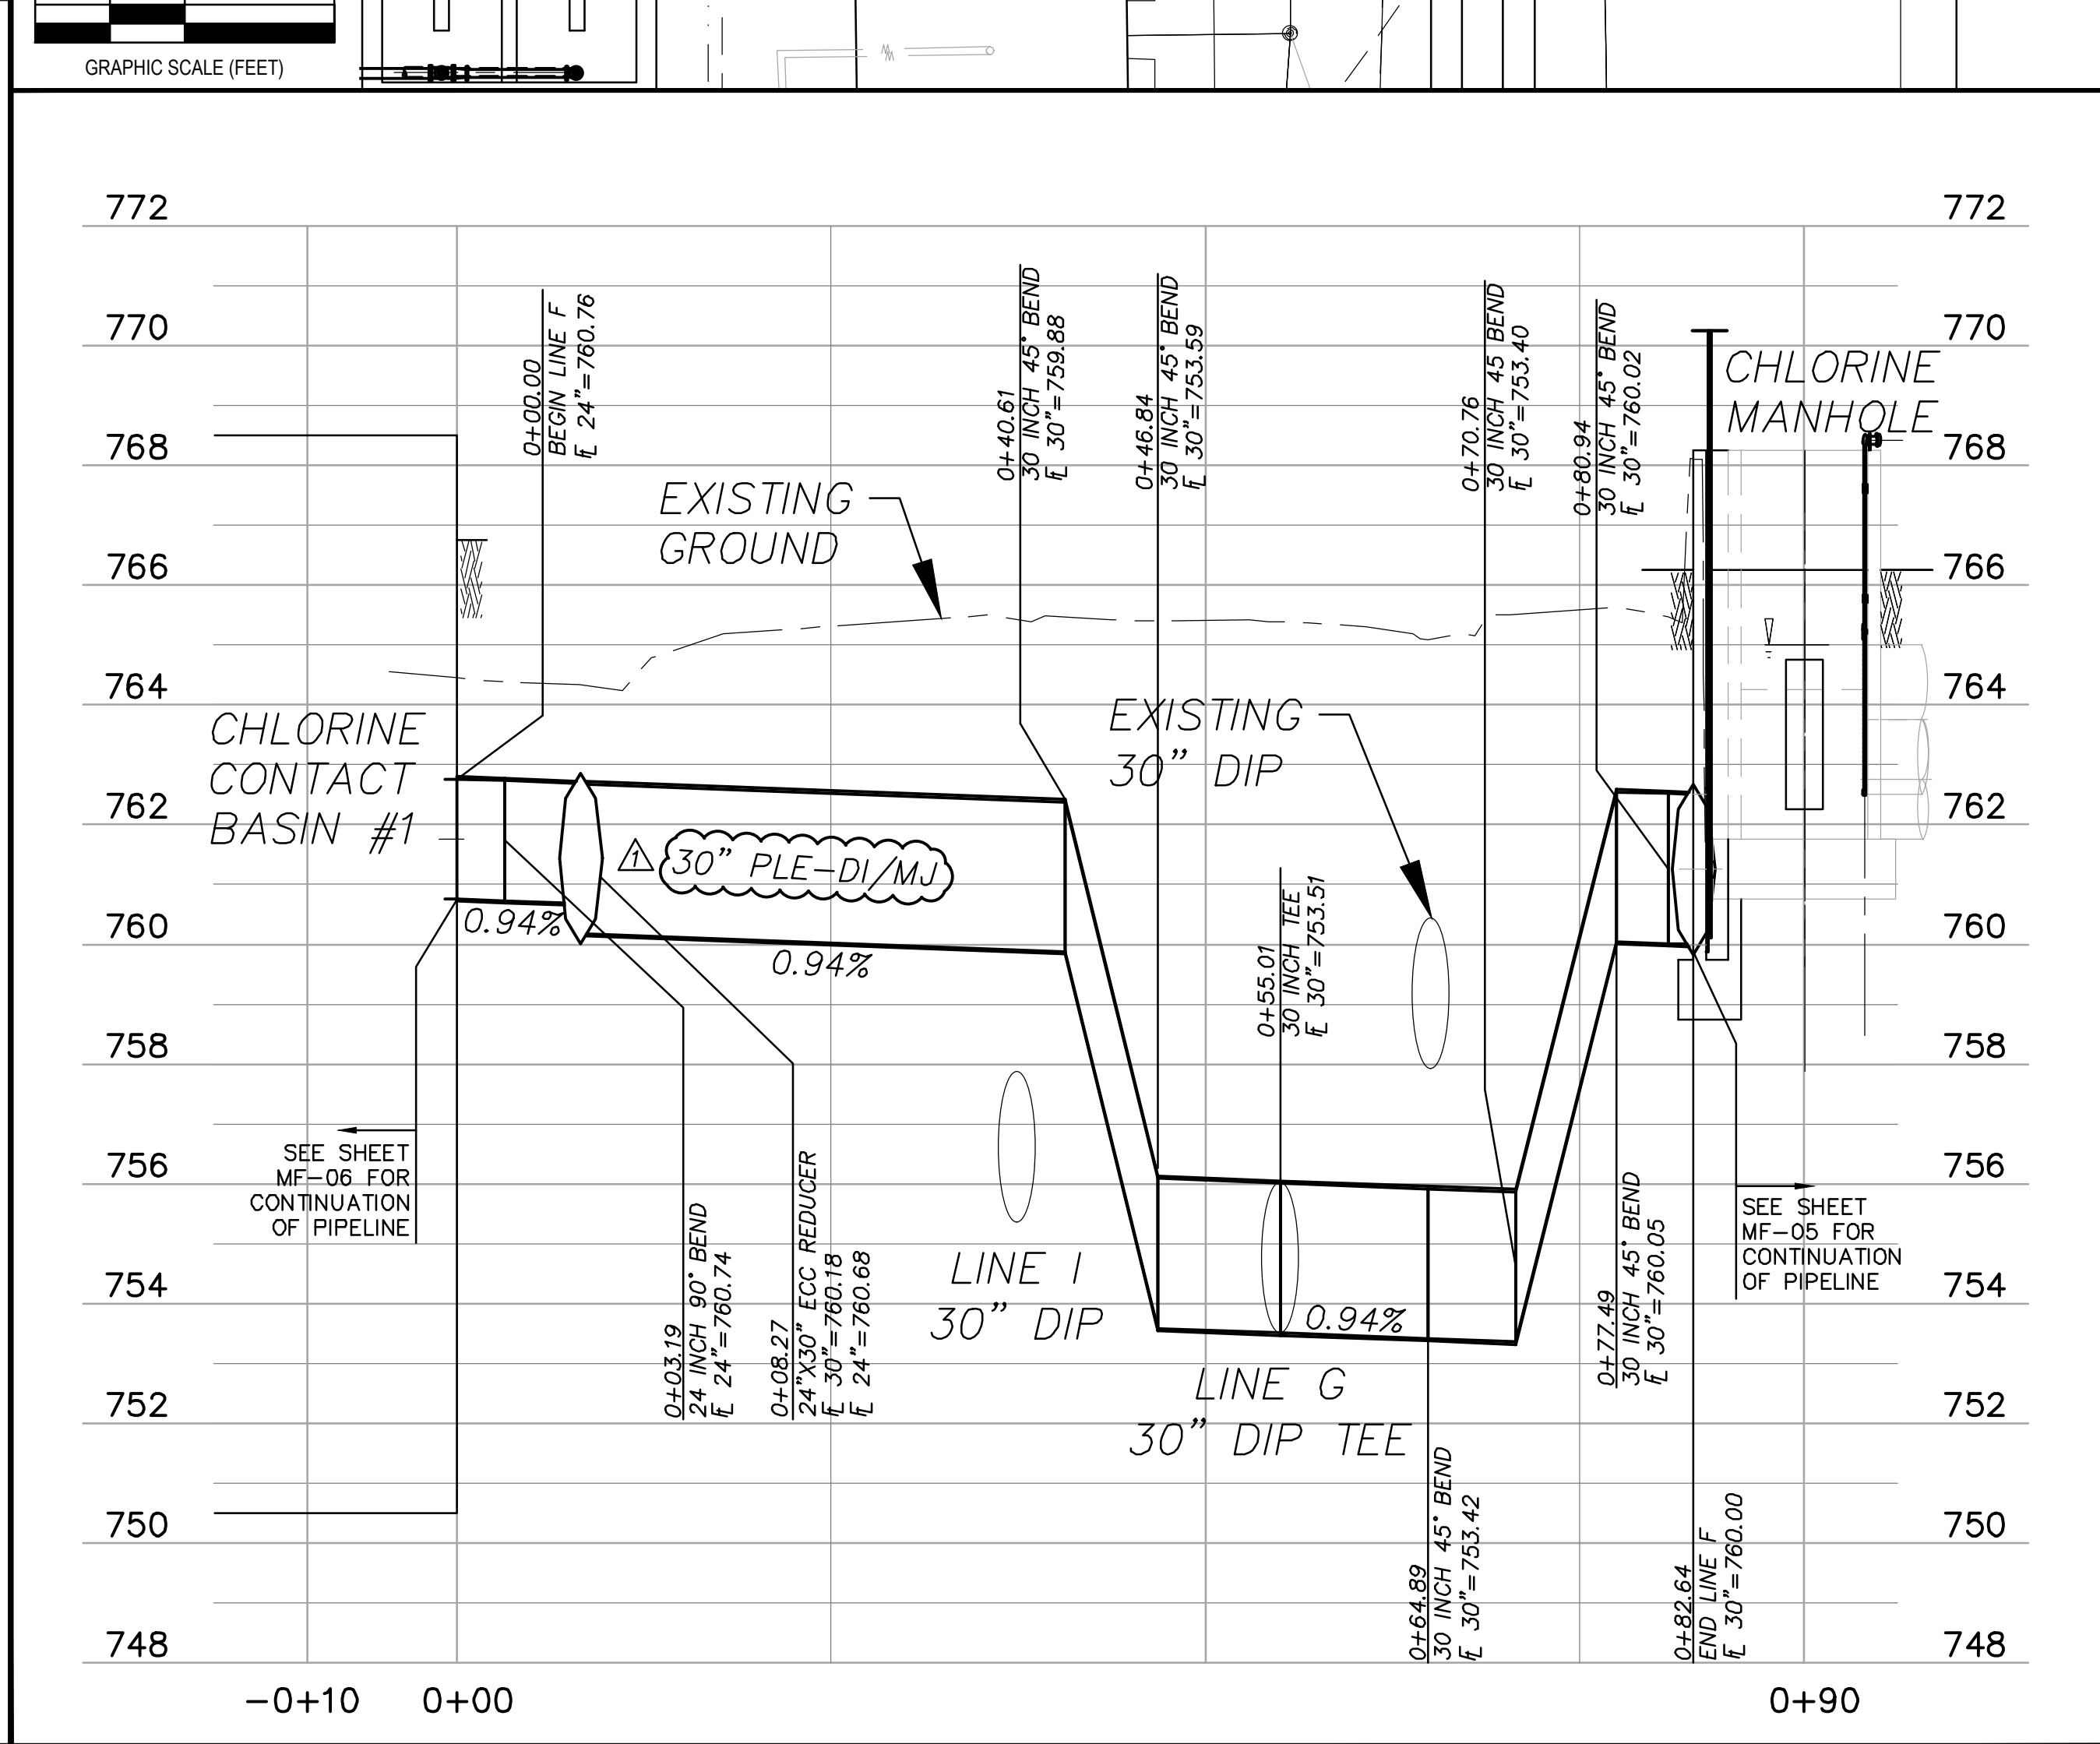 GRAPHIC SCALE (FEET)
772
772
770
770
768
768
766
766
764
764
762
762
760
760
758
758
756
756
754
754
752
752
750
750
748
748
-0+10
0+00
0+90
0+00.00
BEGIN LINE F
℄ 24"=760.76
0+40.61
30 INCH 45° BEND
℄ 30"=759.88
0+46.84
30 INCH 45° BEND
℄ 30"=753.59
0+70.76
30 INCH 45 BEND
℄ 30"=753.40
0+80.94
30 INCH 45° BEND
℄ 30"=760.02
CHLORINE
MANHOLE
EXISTING
GROUND
CHLORINE
CONTACT
BASIN #1
EXISTING
30" DIP
1
30" PLE-DI/MJ
0.94%
0.94%
0+55.01
30 INCH TEE
℄ 30"=753.51
SEE SHEET
MF-06 FOR
CONTINUATION
OF PIPELINE
0+03.19
24 INCH 90° BEND
℄ 24"=760.74
0+08.27
24"X30" ECC REDUCER
℄ 30"=760.18
℄ 24"=760.68
LINE I
30" DIP
0.94%
LINE G
30" DIP TEE
0+64.89
30 INCH 45° BEND
℄ 30"=753.42
0+77.49
30 INCH 45° BEND
℄ 30"=760.05
0+82.64
END LINE F
℄ 30"=760.00
SEE SHEET
MF-05 FOR
CONTINUATION
OF PIPELINE